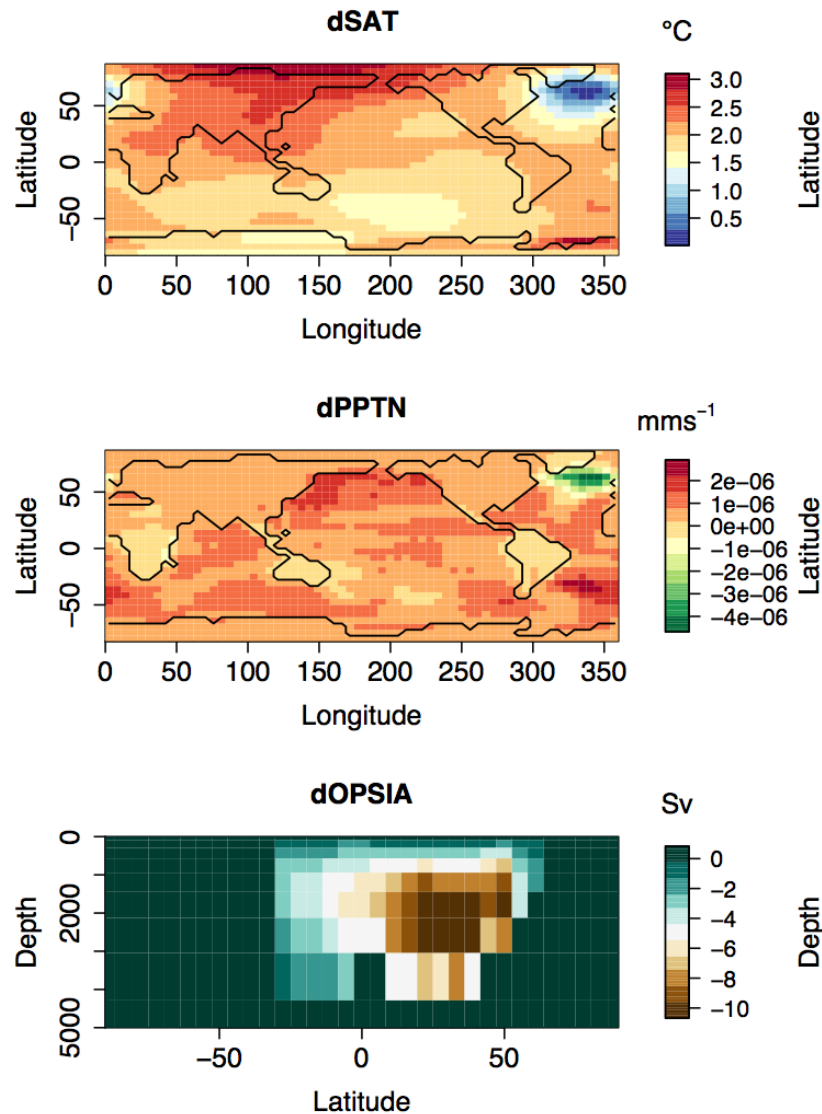 dSAT
°C
Latitude
50
0
−50
0 50 100 150 200 250 300 350
Longitude
3.0
2.5
2.0
1.5
1.0
0.5
Latitude
dPPTN
mms⁻¹
Latitude
50
0
−50
0 50 100 150 200 250 300 350
Longitude
2e−06
1e−06
0e+00
−1e−06
−2e−06
−3e−06
−4e−06
Latitude
dOPSIA
Sv
Depth
0
2000
5000
−50 0 50
Latitude
0
−2
−4
−6
−8
−10
Depth